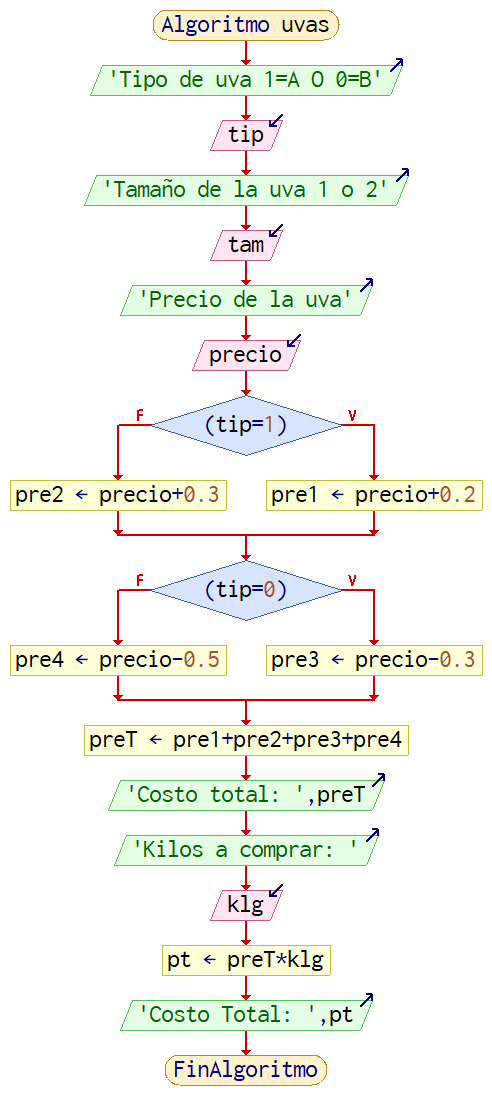 Algoritmo uvas
'Tipo de uva 1=A O 0=B'
tip
'Tamaño de la uva 1 o 2'
tam
'Precio de la uva'
precio
F (tip=1) V
pre2 ← precio+0.3 pre1 ← precio+0.2
F (tip=0) V
pre4 ← precio-0.5 pre3 ← precio-0.3
preT ← pre1+pre2+pre3+pre4
'Costo total: ',preT
'Kilos a comprar: '
klg
pt ← preT*klg
'Costo Total: ',pt
FinAlgoritmo